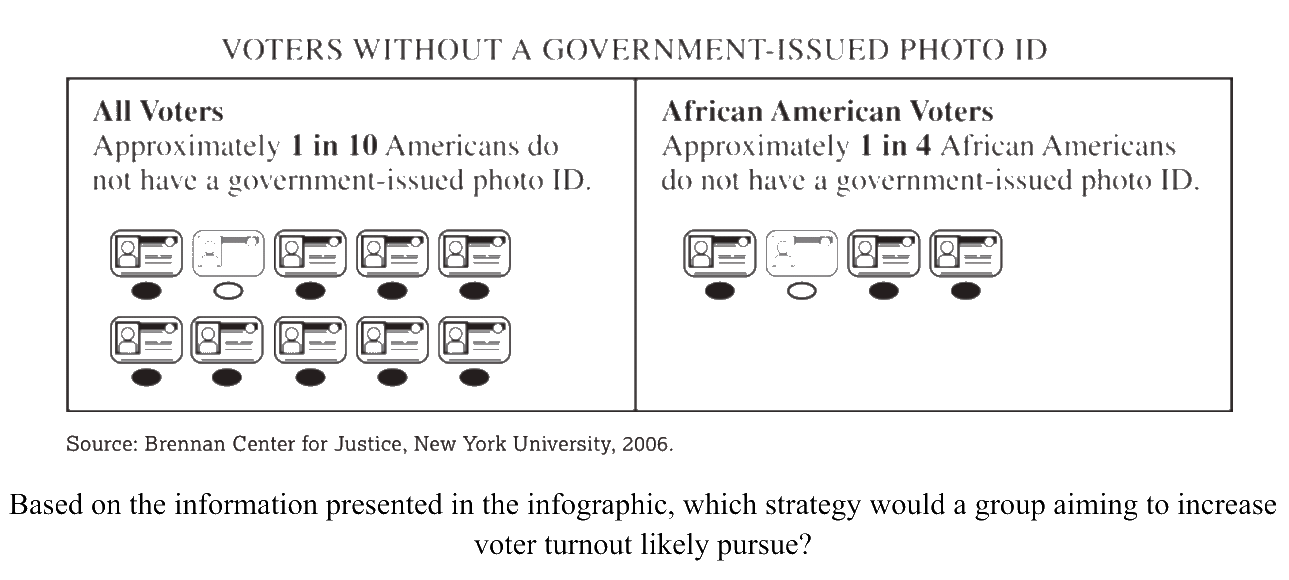 VOTERS WITHOUT A GOVERNMENT-ISSUED PHOTO ID
All Voters
Approximately 1 in 10 Americans do
not have a government-issued photo ID.
African American Voters
Approximately 1 in 4 African Americans
do not have a government-issued photo ID.
Source: Brennan Center for Justice, New York University, 2006.
Based on the information presented in the infographic, which strategy would a group aiming to increase
voter turnout likely pursue?